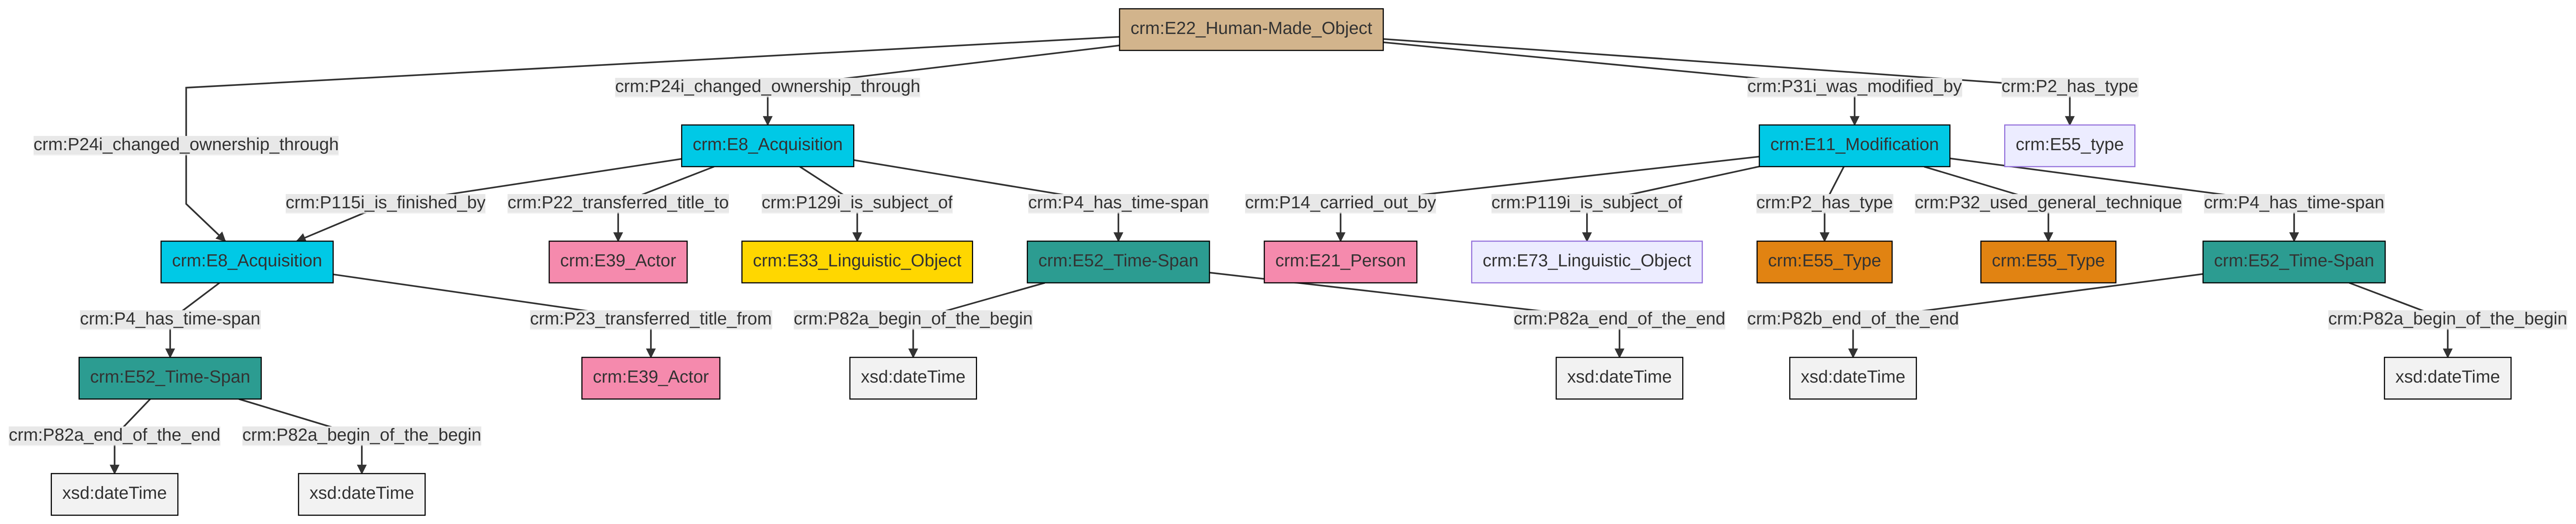 crm:E22_Human-Made_Object
crm:P24i_changed_ownership_through
crm:P31i_was_modified_by
crm:P2_has_type
crm:P24i_changed_ownership_through
crm:E8_Acquisition
crm:E11_Modification
crm:E55_type
crm:P115i_is_finished_by
crm:P22_transferred_title_to
crm:P129i_is_subject_of
crm:P4_has_time-span
crm:P14_carried_out_by
crm:P119i_is_subject_of
crm:P2_has_type
crm:P32_used_general_technique
crm:P4_has_time-span
crm:E8_Acquisition
crm:E39_Actor
crm:E33_Linguistic_Object
crm:E52_Time-Span
crm:E21_Person
crm:E73_Linguistic_Object
crm:E55_Type
crm:E55_Type
crm:E52_Time-Span
crm:P4_has_time-span
crm:P23_transferred_title_from
crm:P82a_begin_of_the_begin
crm:P82a_end_of_the_end
crm:P82b_end_of_the_end
crm:P82a_begin_of_the_begin
crm:E52_Time-Span
crm:E39_Actor
xsd:dateTime
xsd:dateTime
xsd:dateTime
xsd:dateTime
crm:P82a_end_of_the_end
crm:P82a_begin_of_the_begin
xsd:dateTime
xsd:dateTime